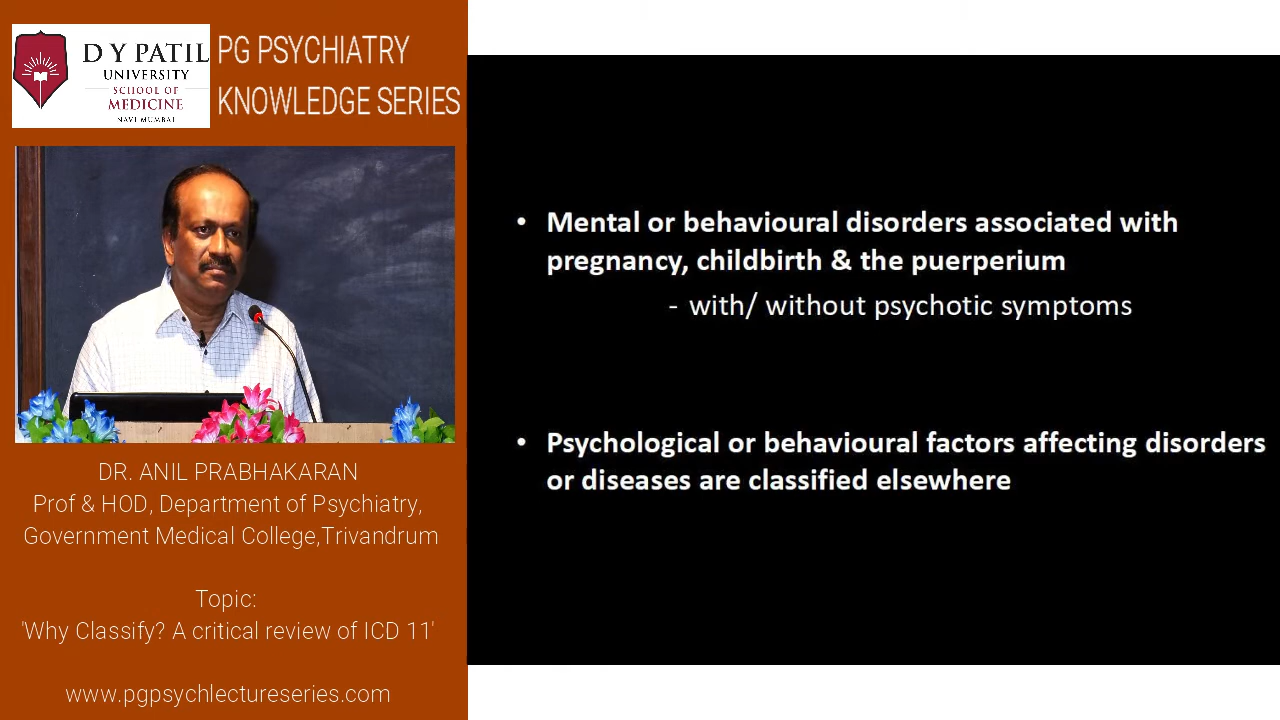 D Y PATIL
UNIVERSITY
SCHOOL OF
MEDICINE
NAVI MUMBAI
PG PSYCHIATRY
KNOWLEDGE SERIES
DR. ANIL PRABHAKARAN
Prof & HOD, Department of Psychiatry,
Government Medical College,Trivandrum
Topic:
'Why Classify? A critical review of ICD 11'
www.pgpsychlectureseries.com
• Mental or behavioural disorders associated with
pregnancy, childbirth & the puerperium
- with/ without psychotic symptoms
• Psychological or behavioural factors affecting disorders
or diseases are classified elsewhere